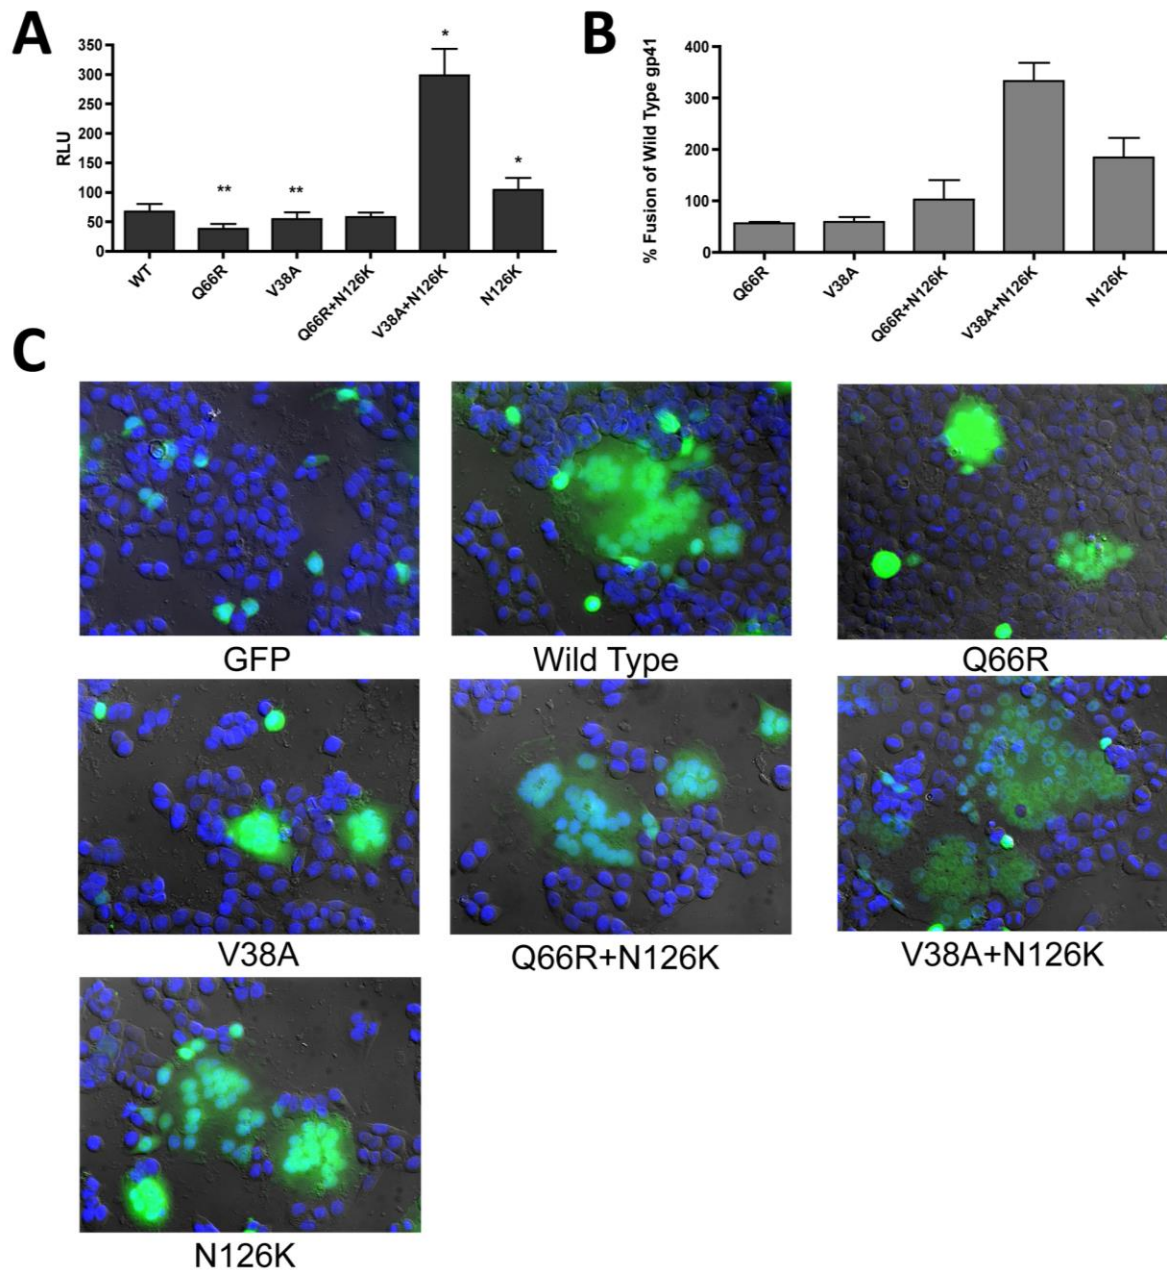 A
350
300
250
200
150
100
50
0
RLU
**
**
*
*
WT
Q66R
V38A
Q66R+N126K
V38A+N126K
N126K
B
400
300
200
100
0
% Fusion of Wild Type gp41
Q66R
V38A
Q66R+N126K
V38A+N126K
N126K
C
GFP
Wild Type
Q66R
V38A
Q66R+N126K
V38A+N126K
N126K